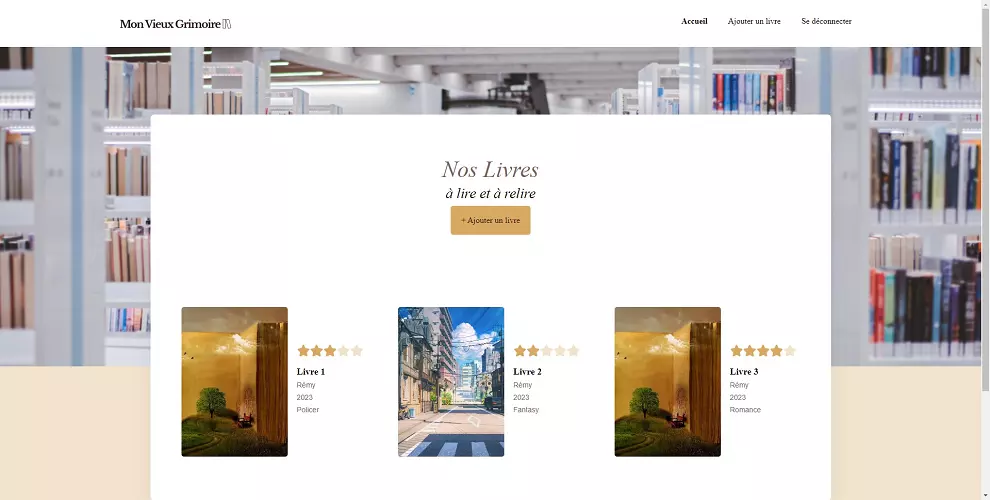 Mon Vieux Grimoire
Accueil Ajouter un livre Se déconnecter
Nos Livres
à lire et à relire
+ Ajouter un livre
Livre 1
Rémy
2023
Policer
Livre 2
Rémy
2023
Fantasy
Livre 3
Rémy
2023
Romance